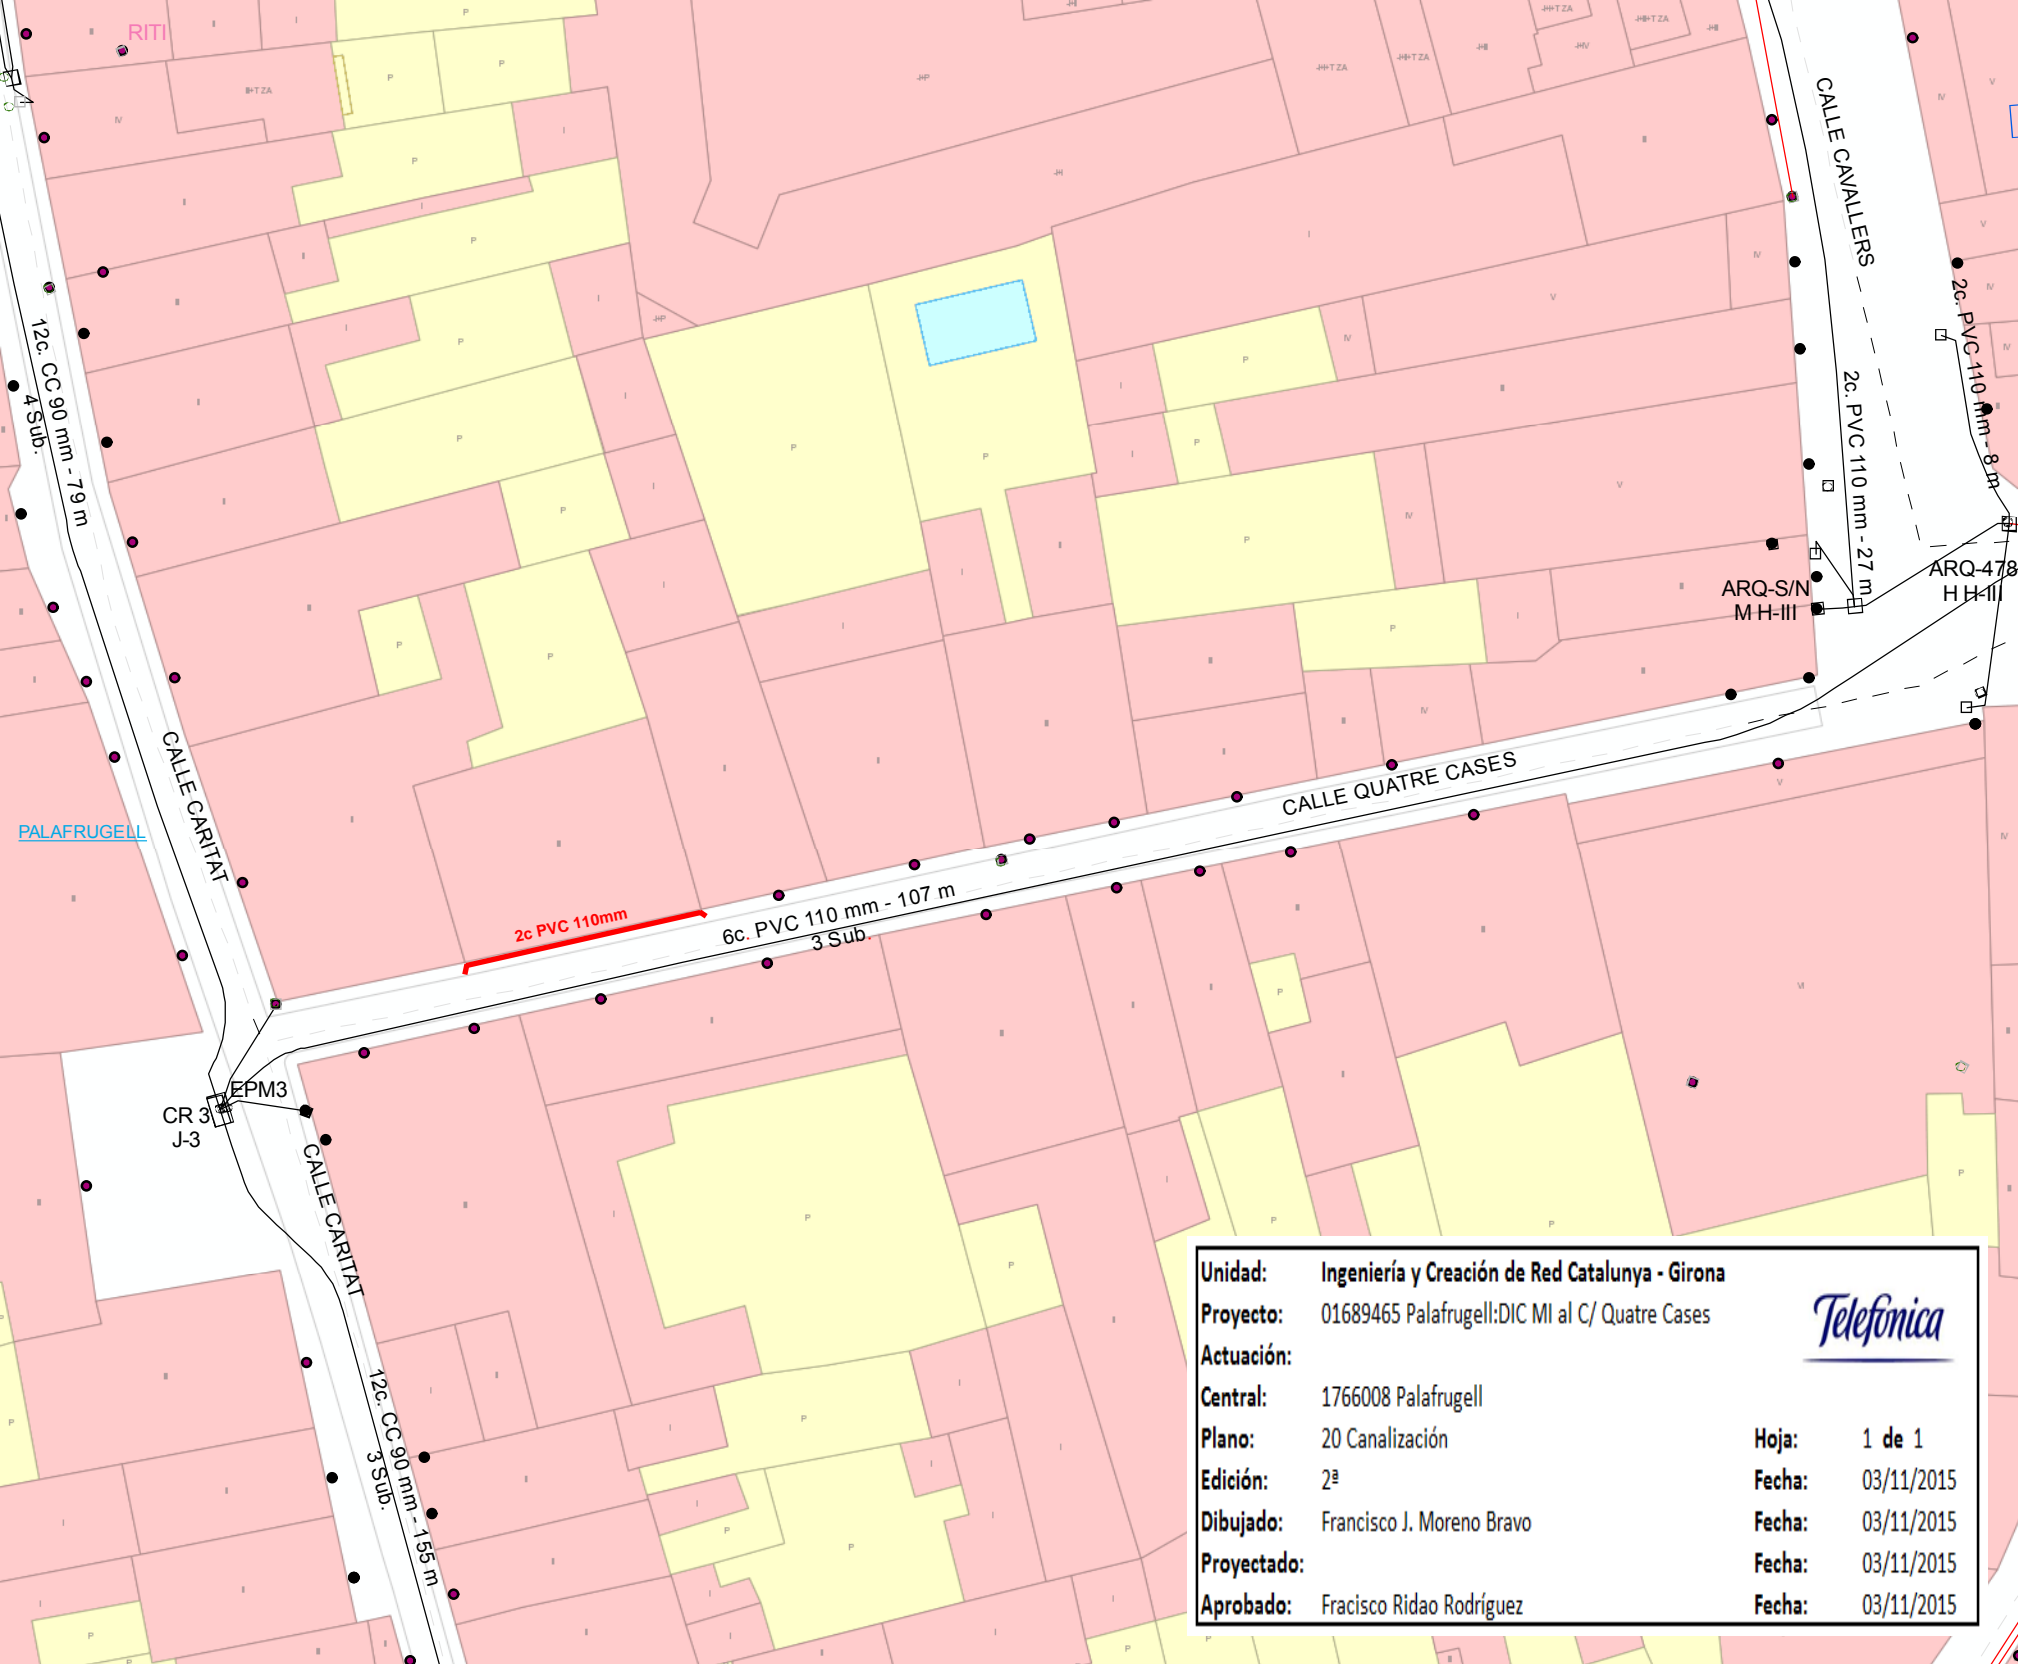 RITI
CALLE CAVALLERS
12c. CC 90 mm - 79 m
4 Sub.
2c. PVC 110 mm - 8 m
2c. PVC 110 mm - 27 m
ARQ-S/N
M H-III
ARQ-478
H H-III
CALLE CARITAT
PALAFRUGELL
CALLE QUATRE CASES
2c PVC 110mm
6c. PVC 110 mm - 107 m
3 Sub.
EPM3
CR 3
J-3
CALLE CARITAT
12c. CC 90 mm - 155 m
3 Sub.
Unidad: Ingeniería y Creación de Red Catalunya - Girona
Proyecto: 01689465 Palafrugell:DIC MI al C/ Quatre Cases
Telefónica
Actuación:
Central: 1766008 Palafrugell
Plano: 20 Canalización Hoja: 1 de 1
Edición: 2ª Fecha: 03/11/2015
Dibujado: Francisco J. Moreno Bravo Fecha: 03/11/2015
Proyectado: Fecha: 03/11/2015
Aprobado: Fracisco Ridao Rodríguez Fecha: 03/11/2015